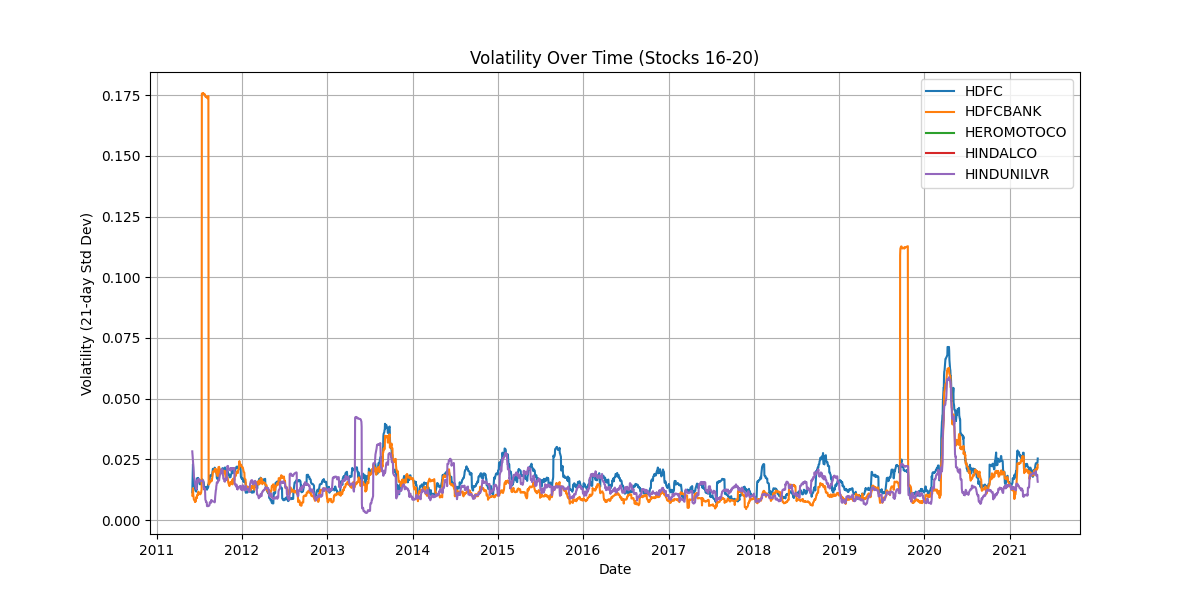 Volatility Over Time (Stocks 16-20)
HDFC
HDFCBANK
HEROMOTOCO
HINDALCO
HINDUNILVR
0.175
0.150
0.125
0.100
0.075
0.050
0.025
0.000
Volatility (21-day Std Dev)
2011 2012 2013 2014 2015 2016 2017 2018 2019 2020 2021
Date